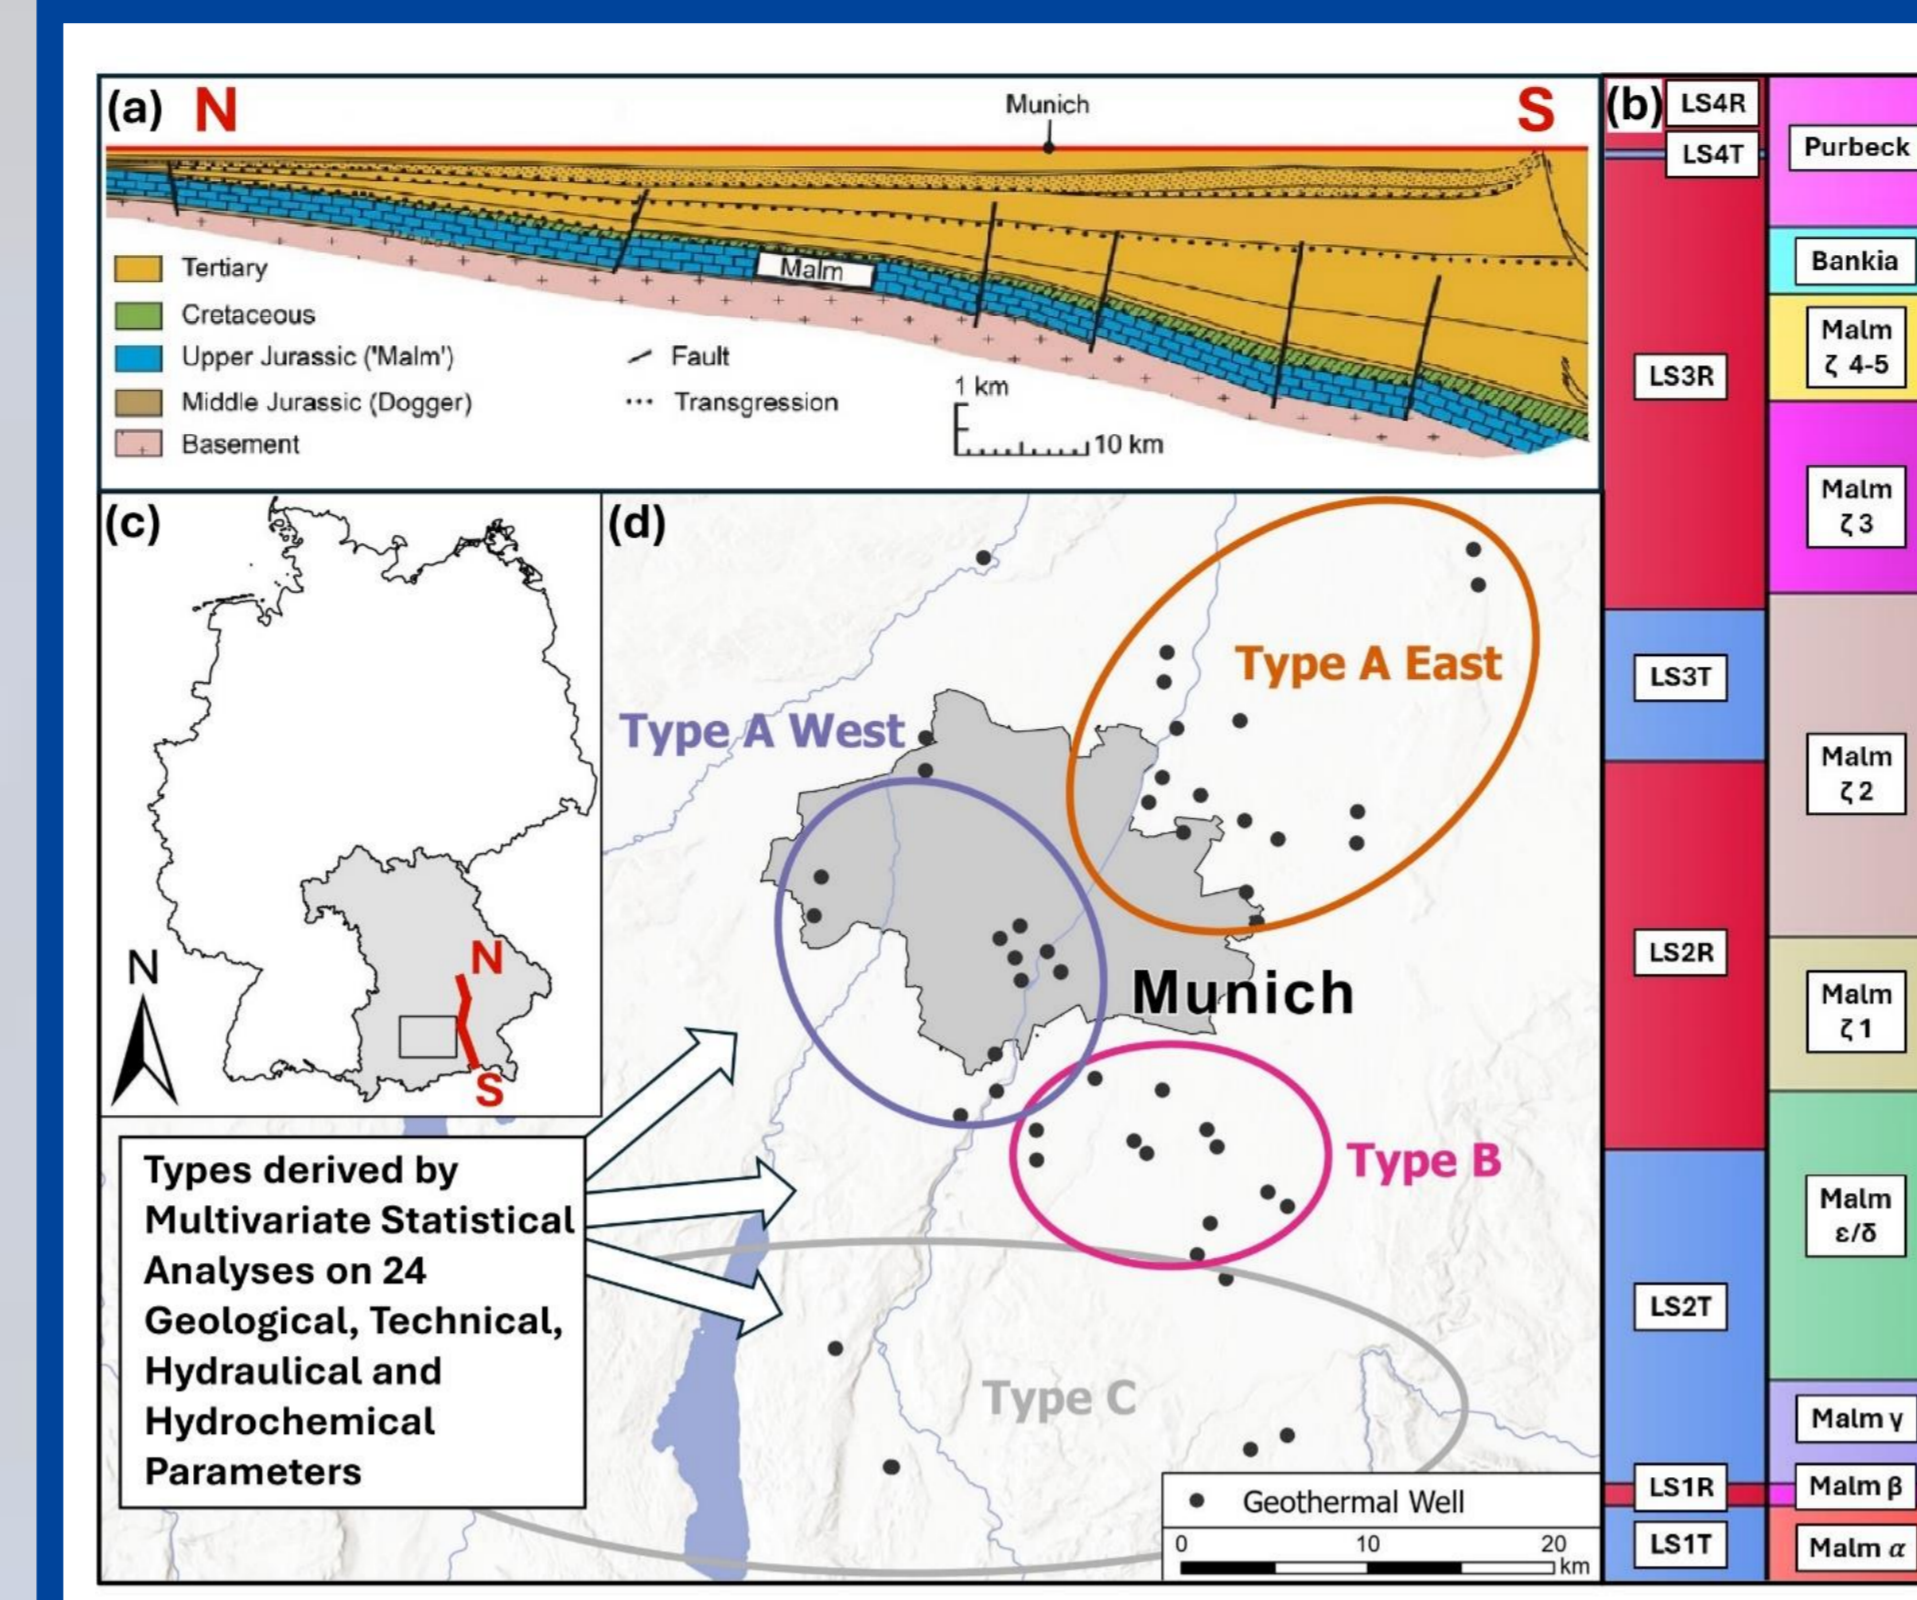 (a) N
Munich
S
Malm
Tertiary
Cretaceous
Upper Jurassic ('Malm')
Middle Jurassic (Dogger)
Basement
Fault
Transgression
1 km
10 km
(b)
LS4R
LS4T
LS3R
LS3T
LS2R
LS2T
LS1R
LS1T
Purbeck
Bankia
Malm
ζ 4-5
Malm
ζ 3
Malm
ζ 2
Malm
ζ 1
Malm
ε/δ
Malm γ
Malm β
Malm α
(c)
N
N
S
(d)
Type A East
Type A West
Munich
Type B
Type C
Types derived by
Multivariate Statistical
Analyses on 24
Geological, Technical,
Hydraulical and
Hydrochemical
Parameters
Geothermal Well
0 10 20
km